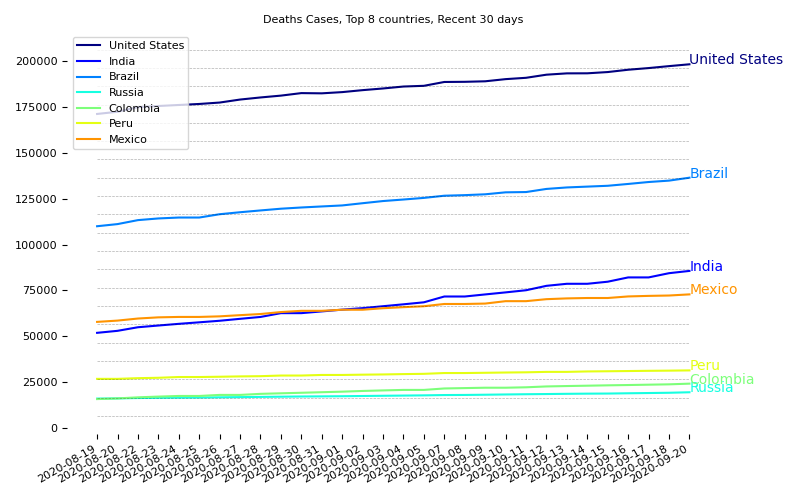 Deaths Cases, Top 8 countries, Recent 30 days
United States
India
Brazil
Russia
Colombia
Peru
Mexico
200000
175000
150000
125000
100000
75000
50000
25000
0
United States
Brazil
India
Mexico
Peru
Colombia
Russia
2020-08-19
2020-08-20
2020-08-22
2020-08-23
2020-08-24
2020-08-25
2020-08-26
2020-08-27
2020-08-28
2020-08-29
2020-08-30
2020-08-31
2020-09-01
2020-09-02
2020-09-03
2020-09-04
2020-09-05
2020-09-07
2020-09-08
2020-09-09
2020-09-10
2020-09-11
2020-09-12
2020-09-13
2020-09-14
2020-09-15
2020-09-16
2020-09-17
2020-09-19
2020-09-20